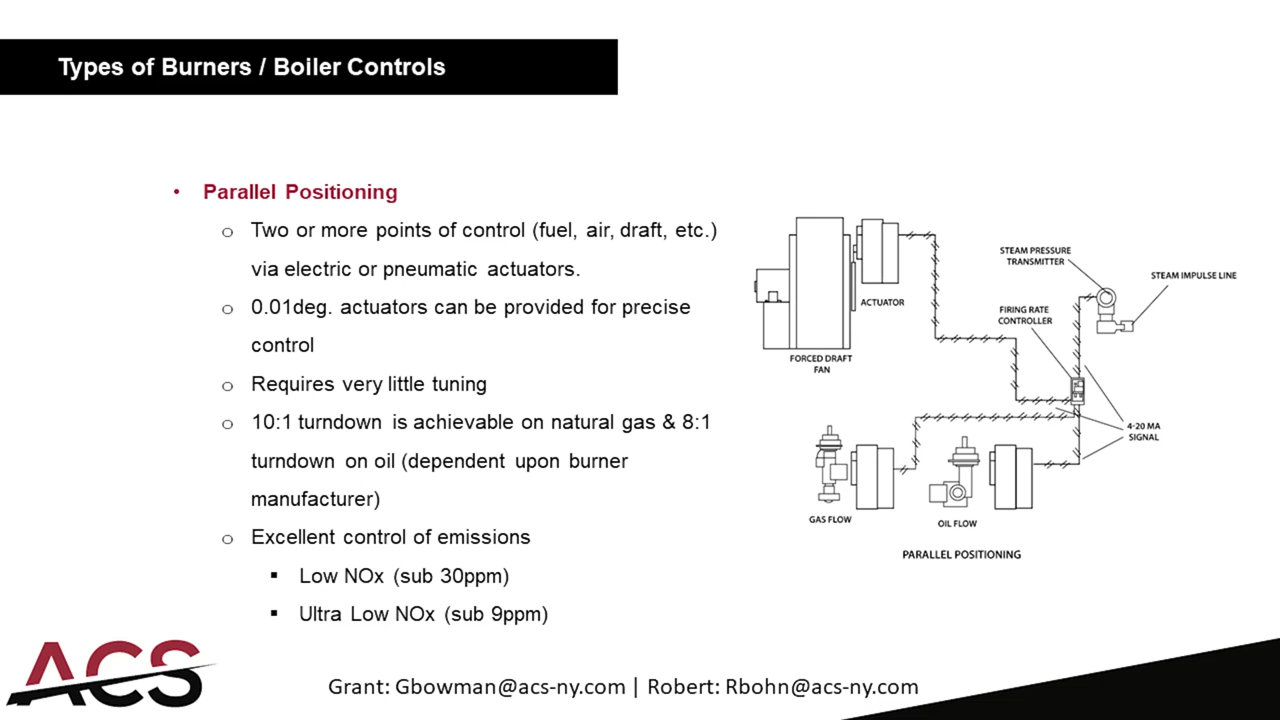 Types of Burners / Boiler Controls
• Parallel Positioning
o Two or more points of control (fuel, air, draft, etc.)
via electric or pneumatic actuators.
o 0.01deg. actuators can be provided for precise
control
o Requires very little tuning
o 10:1 turndown is achievable on natural gas & 8:1
turndown on oil (dependent upon burner
manufacturer)
o Excellent control of emissions
▪ Low NOx (sub 30ppm)
▪ Ultra Low NOx (sub 9ppm)
STEAM PRESSURE
TRANSMITTER
STEAM IMPULSE LINE
ACTUATOR
FIRING RATE
CONTROLLER
FORCED DRAFT
FAN
4-20 MA
SIGNAL
GAS FLOW
OIL FLOW
PARALLEL POSITIONING
ACS
Grant: Gbowman@acs-ny.com | Robert: Rbohn@acs-ny.com